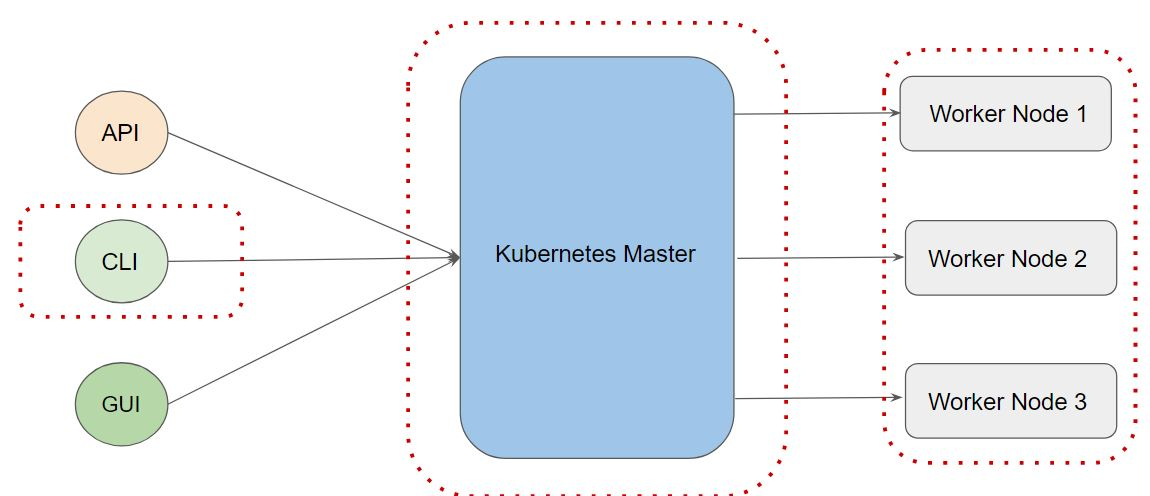 API
CLI
GUI
Kubernetes Master
Worker Node 1
Worker Node 2
Worker Node 3